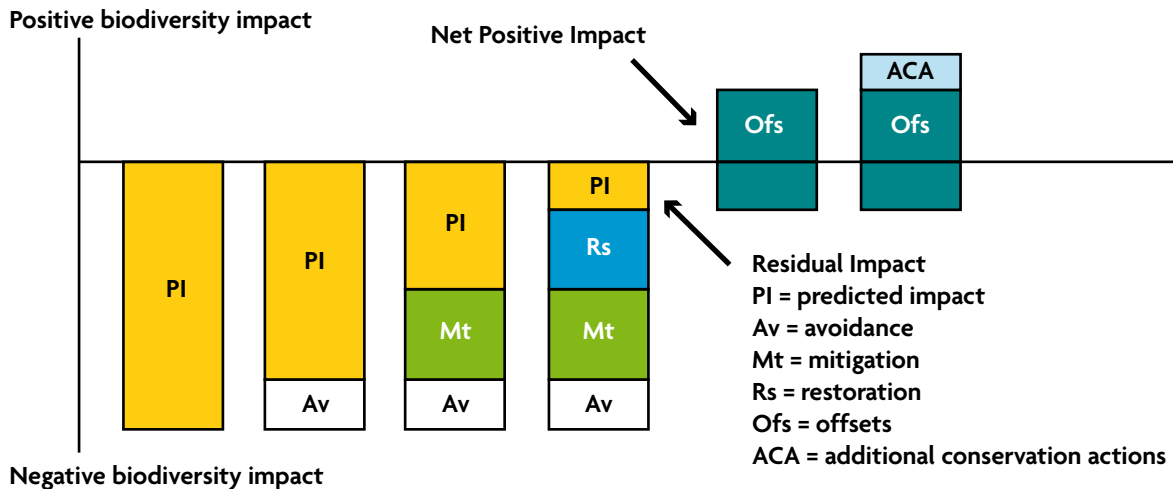 Positive biodiversity impact
Net Positive Impact
ACA
Ofs
Ofs
PI
PI
PI
PI
Rs
Mt
Mt
Av
Av
Av
Residual Impact
PI = predicted impact
Av = avoidance
Mt = mitigation
Rs = restoration
Ofs = offsets
ACA = additional conservation actions
Negative biodiversity impact